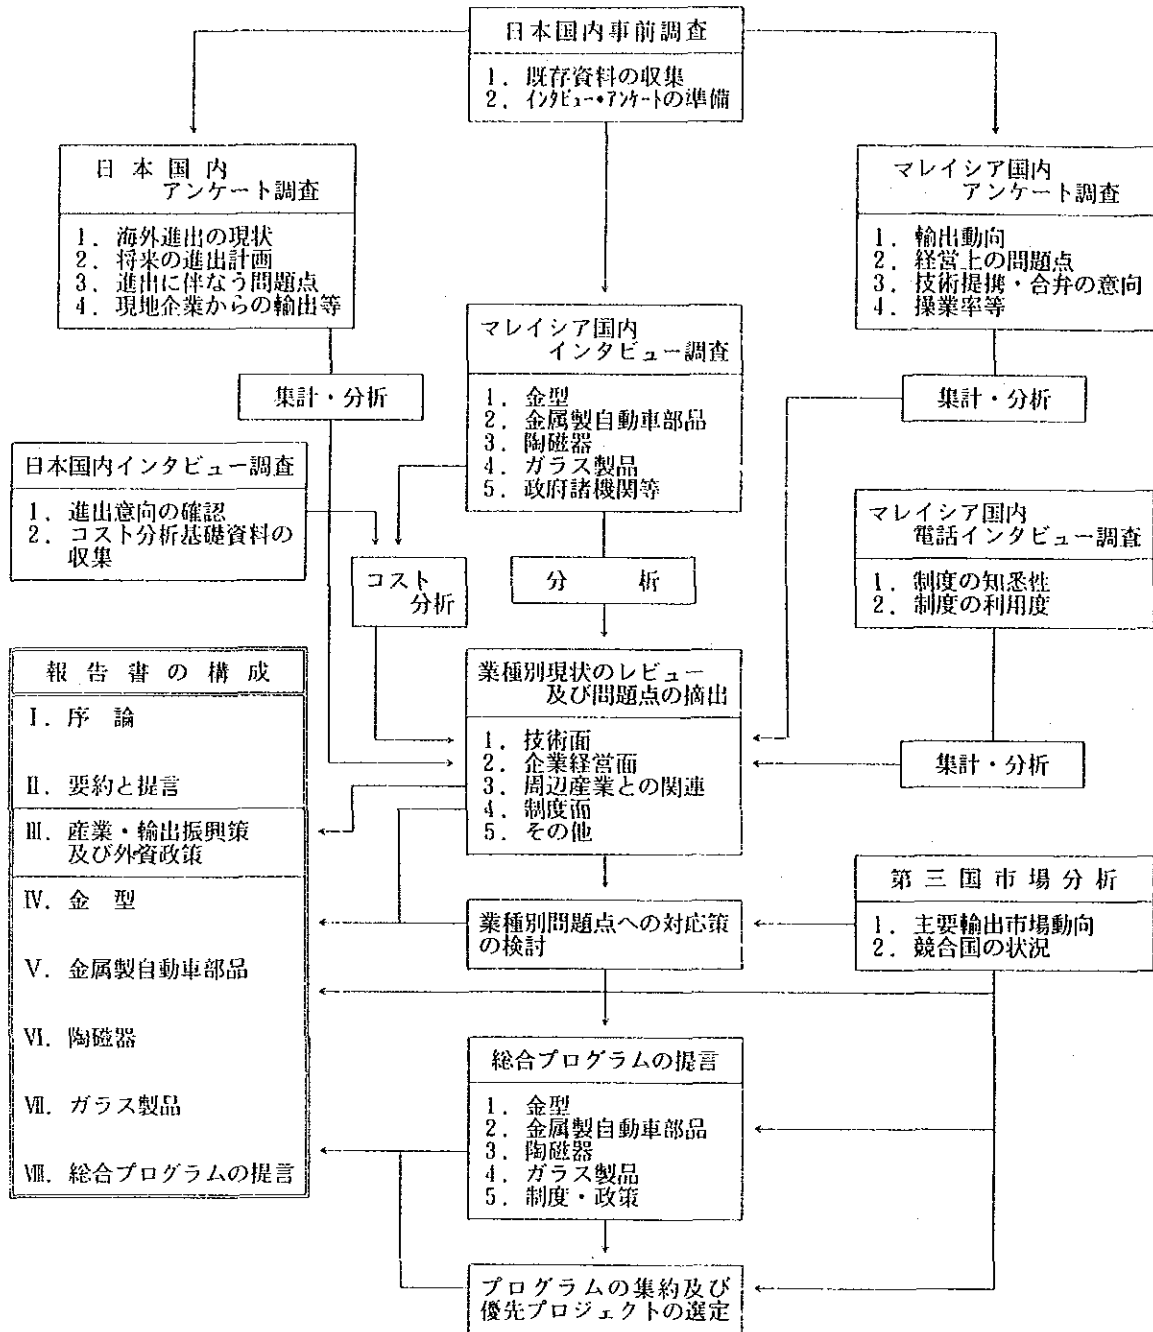 日本国内事前調査
1. 既存資料の収集
2. インタビュー・アンケートの準備
日本国内
アンケート調査
1. 海外進出の現状
2. 将来の進出計画
3. 進出に伴なう問題点
4. 現地企業からの輸出等
マレイシア国内
アンケート調査
1. 輸出動向
2. 経営上の問題点
3. 技術提携・合弁の意向
4. 操業率等
マレイシア国内
インタビュー調査
1. 金型
2. 金属製自動車部品
3. 陶磁器
4. ガラス製品
5. 政府諸機関等
集計・分析
集計・分析
日本国内インタビュー調査
1. 進出意向の確認
2. コスト分析基礎資料の
収集
マレイシア国内
電話インタビュー調査
1. 制度の知悉性
2. 制度の利用度
コスト
分析
分析
報告書の構成
Ⅰ. 序論
Ⅱ. 要約と提言
Ⅲ. 産業・輸出振興策
及び外資政策
Ⅳ. 金型
Ⅴ. 金属製自動車部品
Ⅵ. 陶磁器
Ⅶ. ガラス製品
Ⅷ. 総合プログラムの提言
業種別現状のレビュー
及び問題点の摘出
1. 技術面
2. 企業経営面
3. 周辺産業との関連
4. 制度面
5. その他
集計・分析
第三国市場分析
1. 主要輸出市場動向
2. 競合国の状況
業種別問題点への対応策
の検討
総合プログラムの提言
1. 金型
2. 金属製自動車部品
3. 陶磁器
4. ガラス製品
5. 制度・政策
プログラムの集約及び
優先プロジェクトの選定